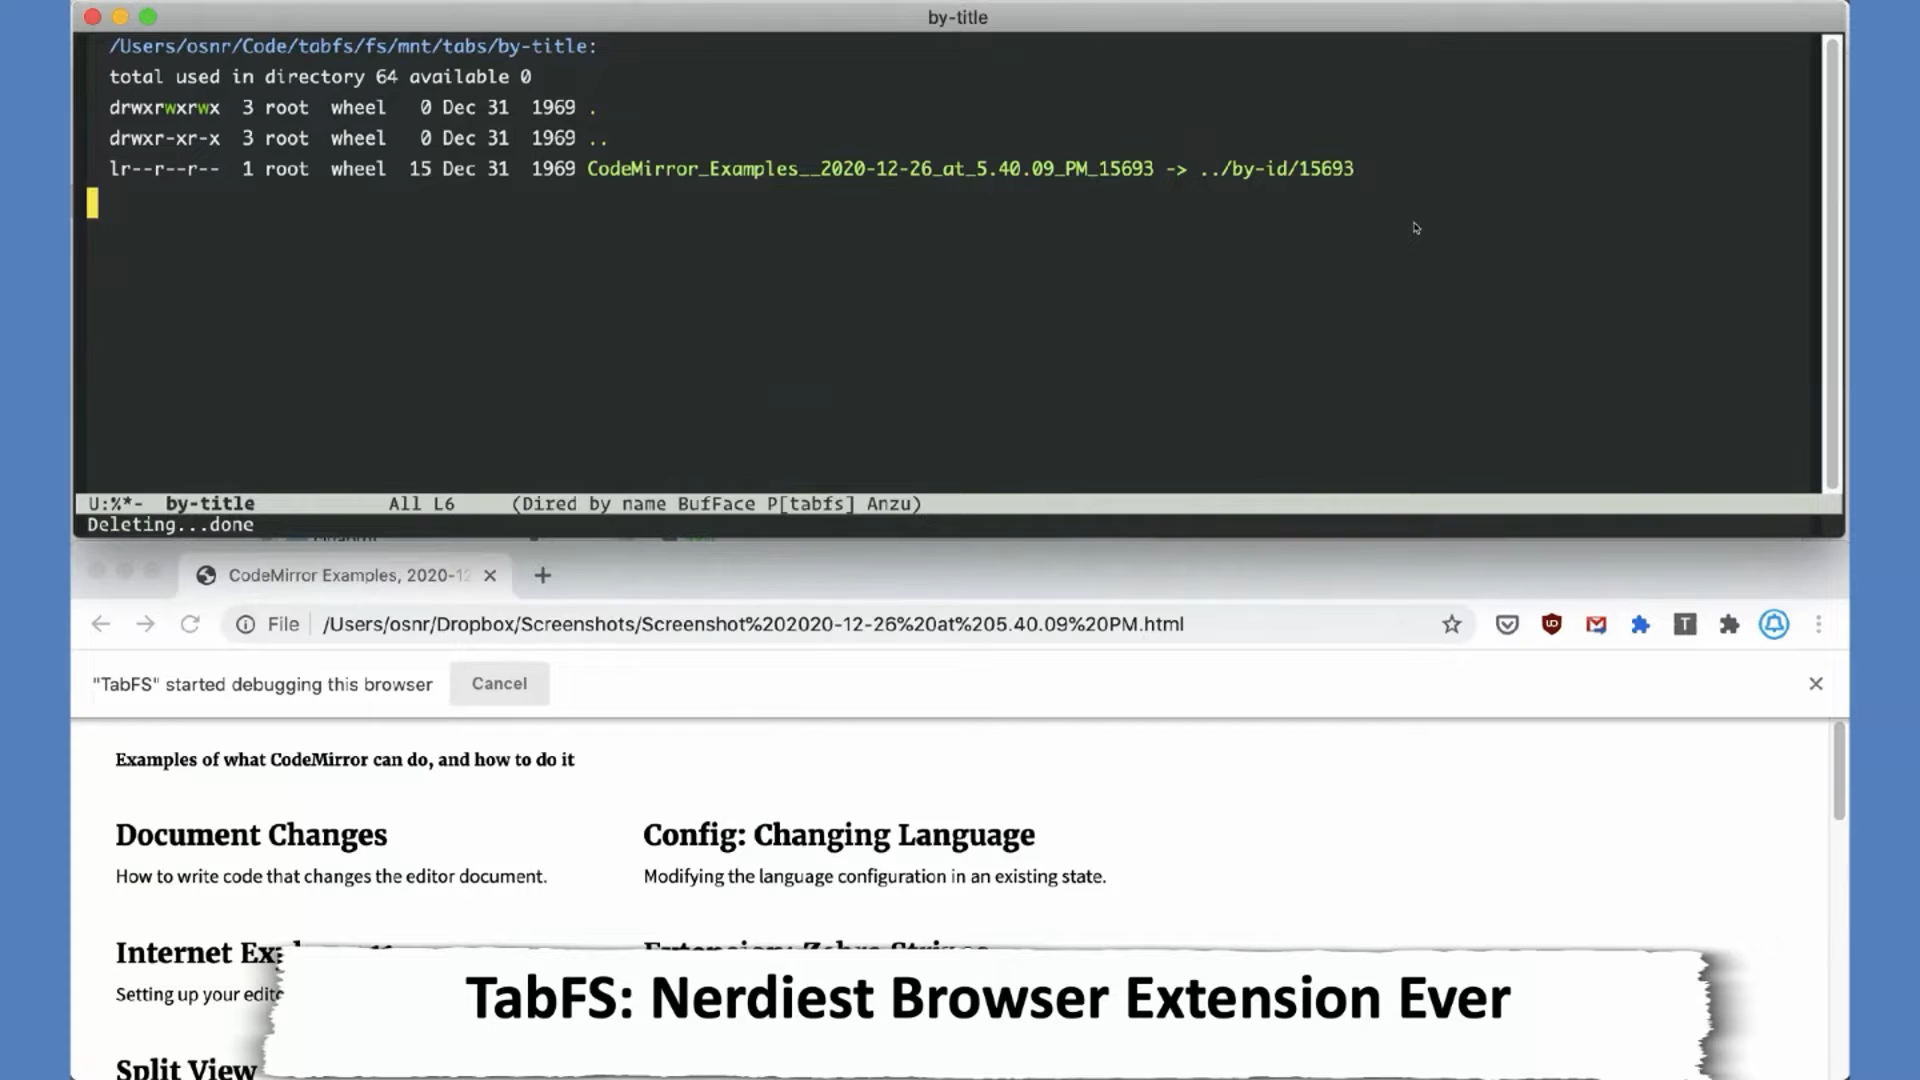 by-title
/Users/osnr/Code/tabfs/fs/mnt/tabs/by-title:
total used in directory 64 available 0
drwxrwxrwx 3 root wheel 0 Dec 31 1969 .
drwxr-xr-x 3 root wheel 0 Dec 31 1969 ..
lr--r--r-- 1 root wheel 15 Dec 31 1969 CodeMirror_Examples__2020-12-26_at_5.40.09_PM_15693 -> ../by-id/15693
U:%*- by-title All L6 (Dired by name BufFace P[tabfs] Anzu)
Deleting...done
CodeMirror Examples, 2020-12
File /Users/osnr/Dropbox/Screenshots/Screenshot%202020-12-26%20at%205.40.09%20PM.html
"TabFS" started debugging this browser Cancel
Examples of what CodeMirror can do, and how to do it
Document Changes
How to write code that changes the editor document.
Config: Changing Language
Modifying the language configuration in an existing state.
Internet
Setting up your
Split View
TabFS: Nerdiest Browser Extension Ever